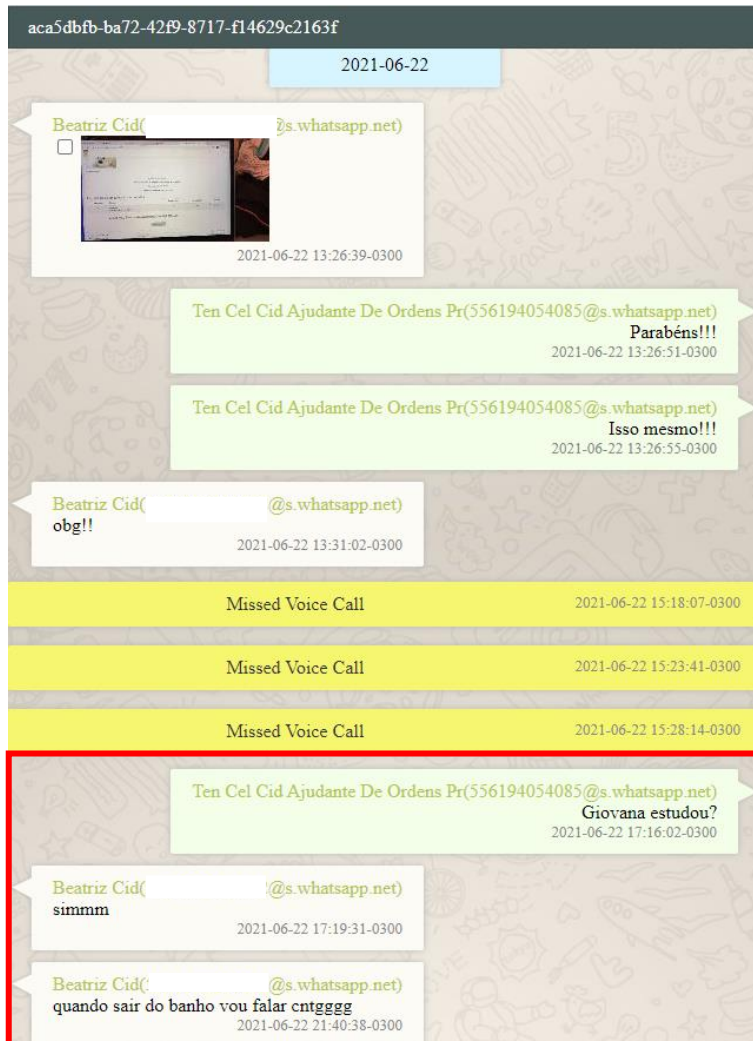 aca5dbfb-ba72-42f9-8717-f14629c2163f
2021-06-22
Beatriz Cid( @s.whatsapp.net)
2021-06-22 13:26:39-0300
Ten Cel Cid Ajudante De Ordens Pr(556194054085@s.whatsapp.net)
Parabéns!!!
2021-06-22 13:26:51-0300
Ten Cel Cid Ajudante De Ordens Pr(556194054085@s.whatsapp.net)
Isso mesmo!!!
2021-06-22 13:26:55-0300
Beatriz Cid( @s.whatsapp.net)
obg!!
2021-06-22 13:31:02-0300
Missed Voice Call 2021-06-22 15:18:07-0300
Missed Voice Call 2021-06-22 15:23:41-0300
Missed Voice Call 2021-06-22 15:28:14-0300
Ten Cel Cid Ajudante De Ordens Pr(556194054085@s.whatsapp.net)
Giovana estudou?
2021-06-22 17:16:02-0300
Beatriz Cid( @s.whatsapp.net)
simmm
2021-06-22 17:19:31-0300
Beatriz Cid( @s.whatsapp.net)
quando sair do banho vou falar cntgggg
2021-06-22 21:40:38-0300